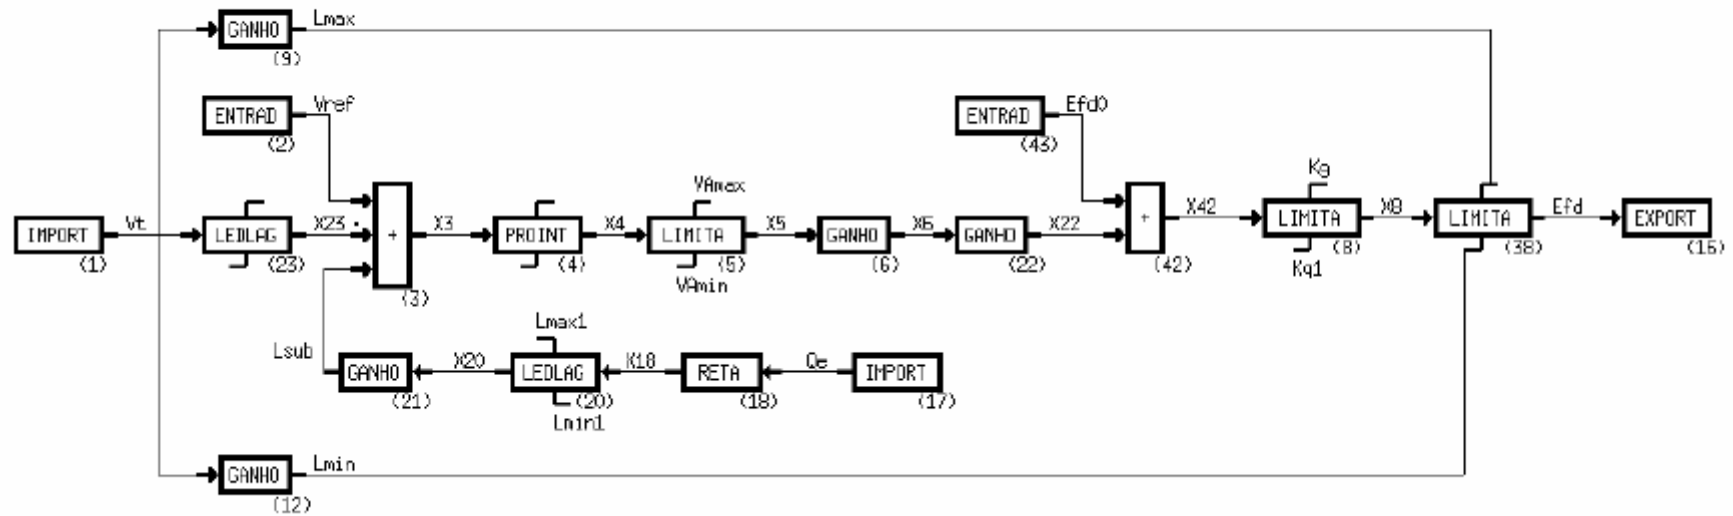 GANHO Lmax
(9)
ENTRAD Vref ENTRAD Efd0
(2) (43)
Kg
VAmax
IMPORT Vt LEDLAG X23 + X3 PROINT X4 LIMITA X5 GANHO X6 GANHO X22 + X42 LIMITA X8 LIMITA Efd EXPORT
(1) (23) (4) (5) (6) (22) (42) (8) (38) (16)
Kq1
VAmin
(3)
Lmax1
Lsub GANHO X20 LEDLAG X18 RETA Qe IMPORT
(21) (20) (18) (17)
Lmin1
GANHO Lmin
(12)